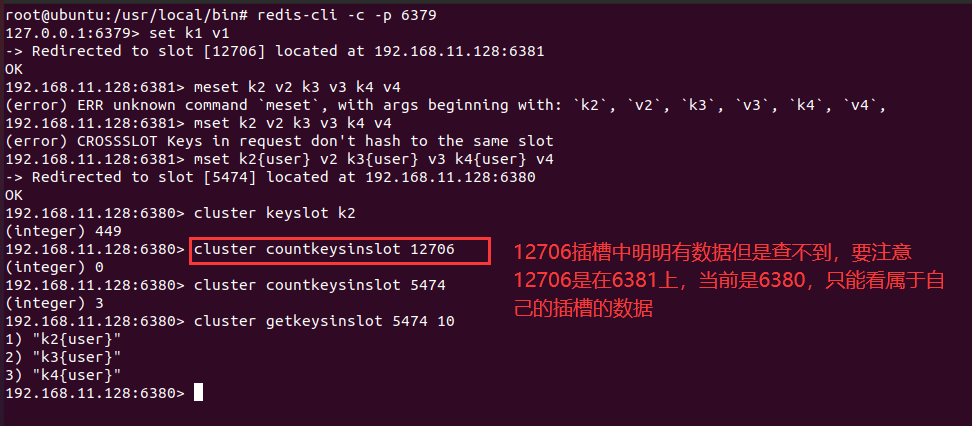 root@ubuntu:/usr/local/bin# redis-cli -c -p 6379
127.0.0.1:6379> set k1 v1
-> Redirected to slot [12706] located at 192.168.11.128:6381
OK
192.168.11.128:6381> meset k2 v2 k3 v3 k4 v4
(error) ERR unknown command `meset`, with args beginning with: `k2`, `v2`, `k3`, `v3`, `k4`, `v4`,
192.168.11.128:6381> mset k2 v2 k3 v3 k4 v4
(error) CROSSSLOT Keys in request don't hash to the same slot
192.168.11.128:6381> mset k2{user} v2 k3{user} v3 k4{user} v4
-> Redirected to slot [5474] located at 192.168.11.128:6380
OK
192.168.11.128:6380> cluster keyslot k2
(integer) 449
192.168.11.128:6380> cluster countkeysinslot 12706
(integer) 0
192.168.11.128:6380> cluster countkeysinslot 5474
(integer) 3
192.168.11.128:6380> cluster getkeysinslot 5474 10
1) "k2{user}"
2) "k3{user}"
3) "k4{user}"
192.168.11.128:6380>
12706插槽中明明有数据但是查不到，要注意
12706是在6381上，当前是6380，只能看属于自
己的插槽的数据